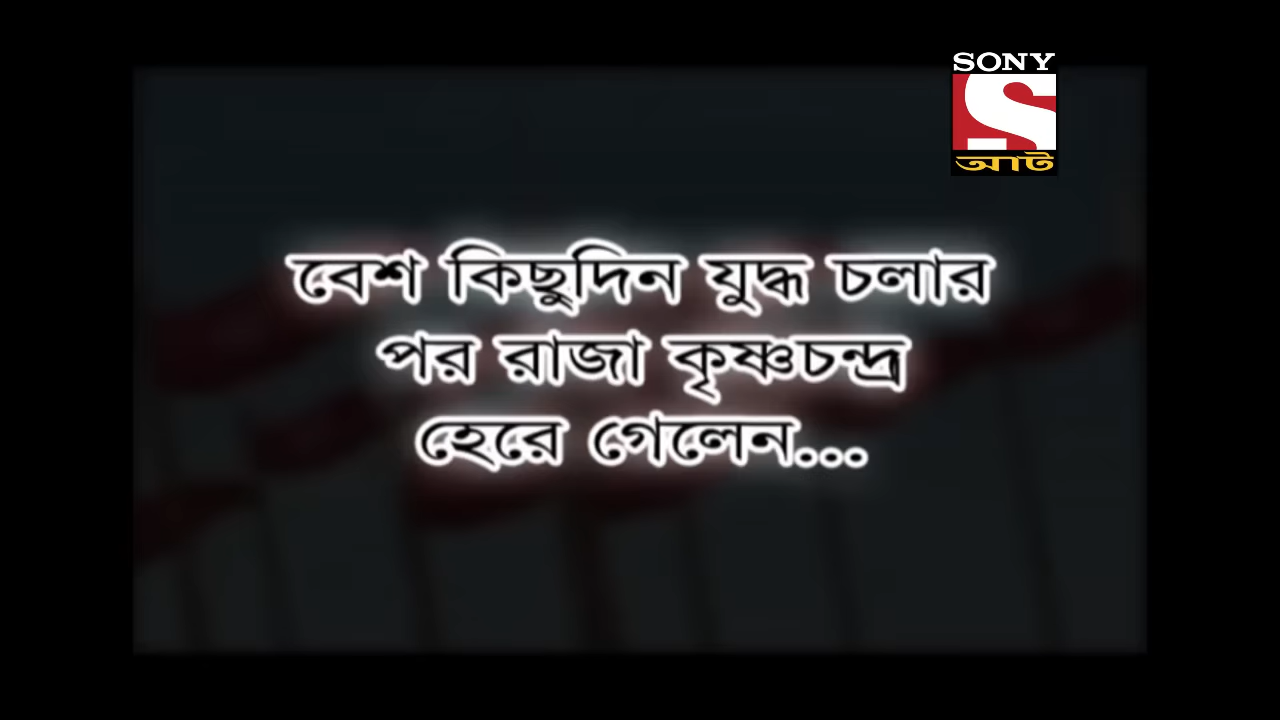 SONY
আট
বেশ কিছুদিন যুদ্ধ চলার
পর রাজা কৃষ্ণচন্দ্র
হেরে গেলেন...